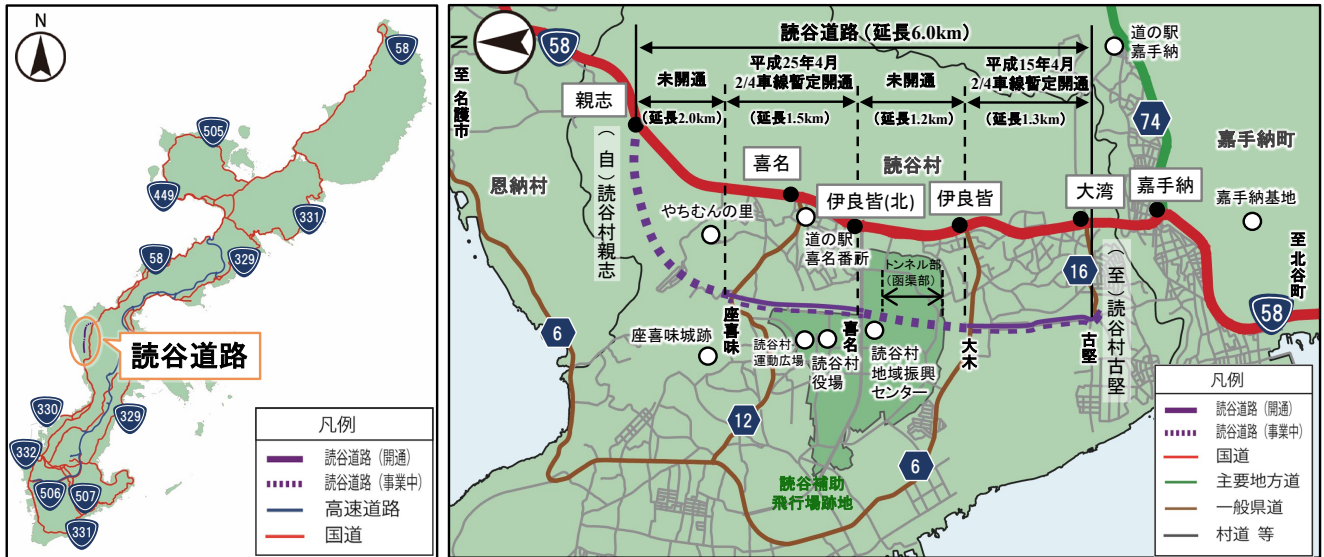 N
58
505
449
331
58
329
読谷道路
330
329
332
506
507
331
凡例
読谷道路（開通）
読谷道路（事業中）
高速道路
国道
N
至 名護市
58
読谷道路（延長6.0km）
未開通
（延長2.0km）
平成25年4月
2/4車線暫定開通
（延長1.5km）
未開通
（延長1.2km）
平成15年4月
2/4車線暫定開通
（延長1.3km）
道の駅
嘉手納
74
親志
（自）読谷村親志
恩納村
喜名
読谷村
嘉手納町
やちむんの里
道の駅
喜名番所
伊良皆(北)
伊良皆
大湾
嘉手納
嘉手納基地
至 北谷町
トンネル部
（函渠部）
16
（至）読谷村古堅
58
6
座喜味城跡
座喜味
読谷村
運動広場
読谷村
役場
喜名
読谷村
地域振興
センター
大木
古堅
12
6
読谷補助
飛行場跡地
凡例
読谷道路（開通）
読谷道路（事業中）
国道
主要地方道
一般県道
村道 等